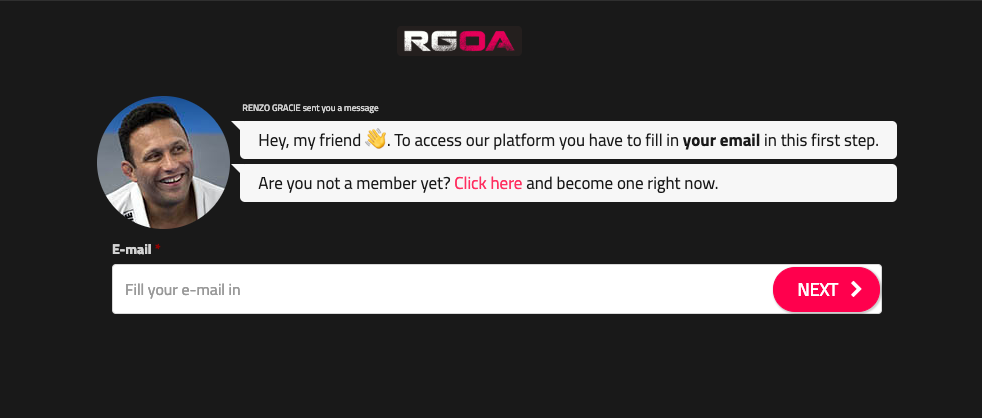 RGOA
RENZO GRACIE sent you a message
Hey, my friend 👋. To access our platform you have to fill in your email in this first step.
Are you not a member yet? Click here and become one right now.
E-mail *
Fill your e-mail in
NEXT